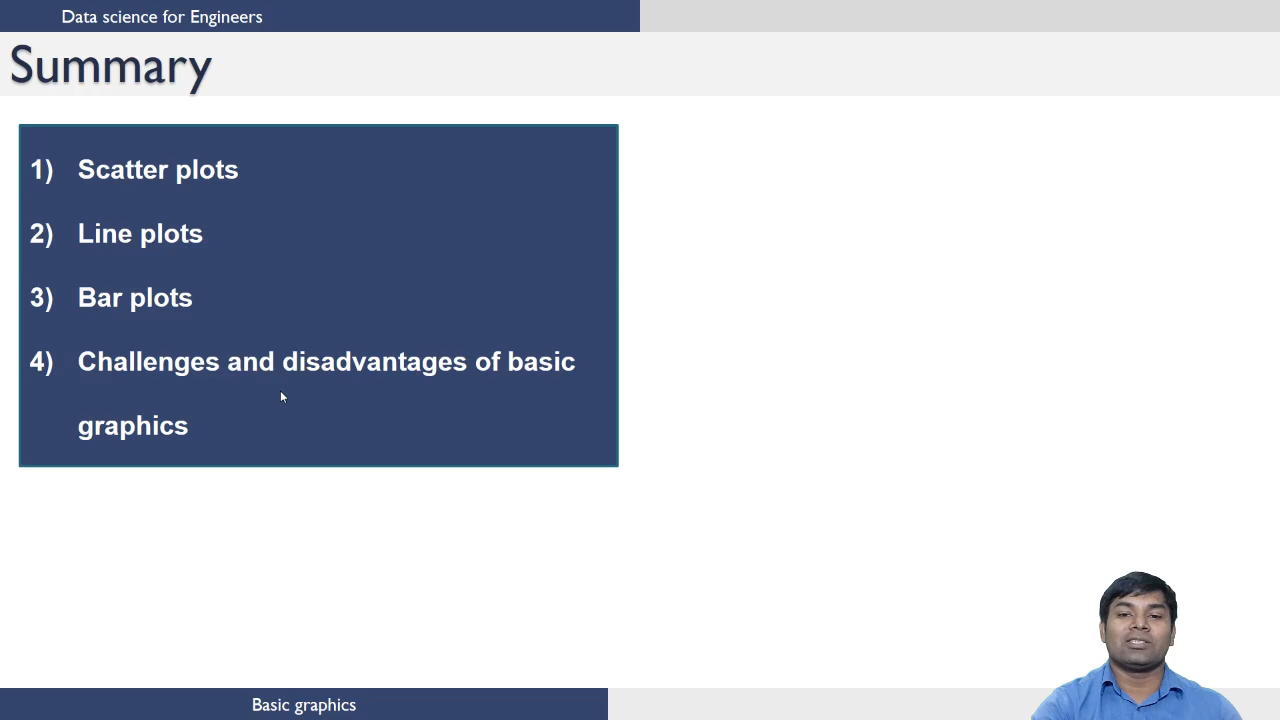 Data science for Engineers
Summary
1) Scatter plots
2) Line plots
3) Bar plots
4) Challenges and disadvantages of basic
graphics
Basic graphics